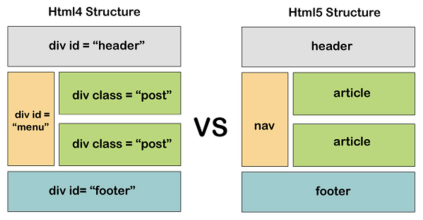 Html4 Structure
div id = “header”
div id =
“menu”
div class = “post”
div class = “post”
div id= “footer”
VS
Html5 Structure
header
nav
article
article
footer